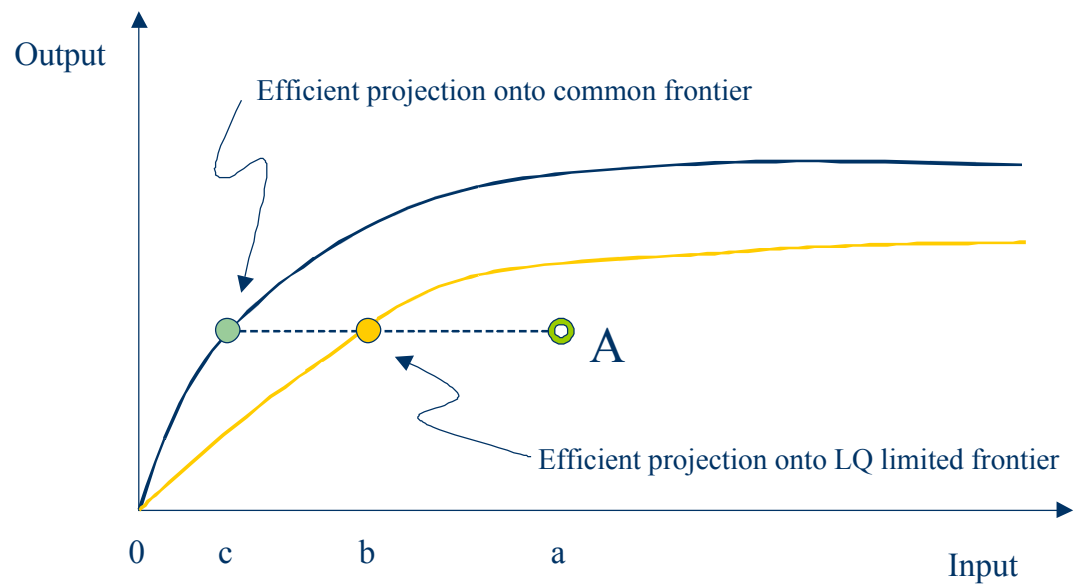 Output
Efficient projection onto common frontier
A
Efficient projection onto LQ limited frontier
0 c b a
Input